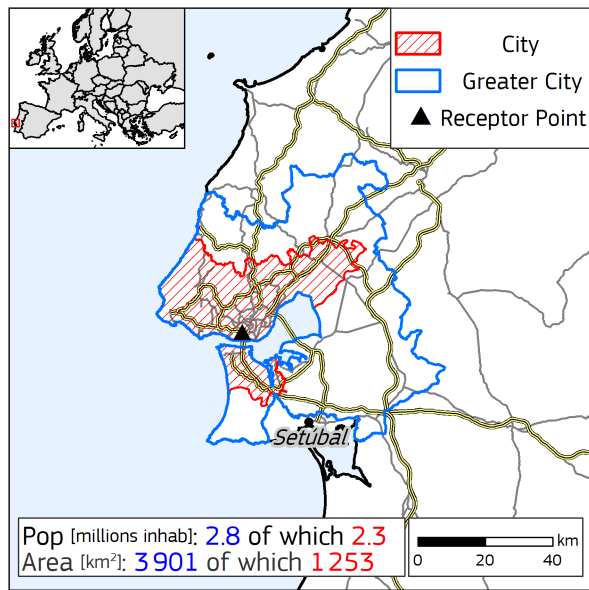 City
Greater City
Receptor Point
Setúbal
Pop [millions inhab]: 2.8 of which 2.3
Area [km²]: 3 901 of which 1 253
km
0 20 40